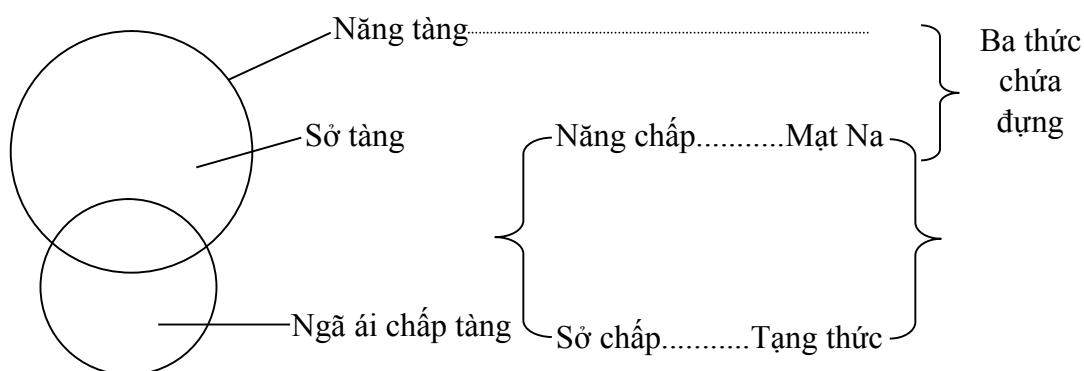 Năng tàng
Ba thức
chứa
đựng
Sở tàng
Năng chấp...........Mạt Na
Ngã ái chấp tàng
Sở chấp...........Tạng thức